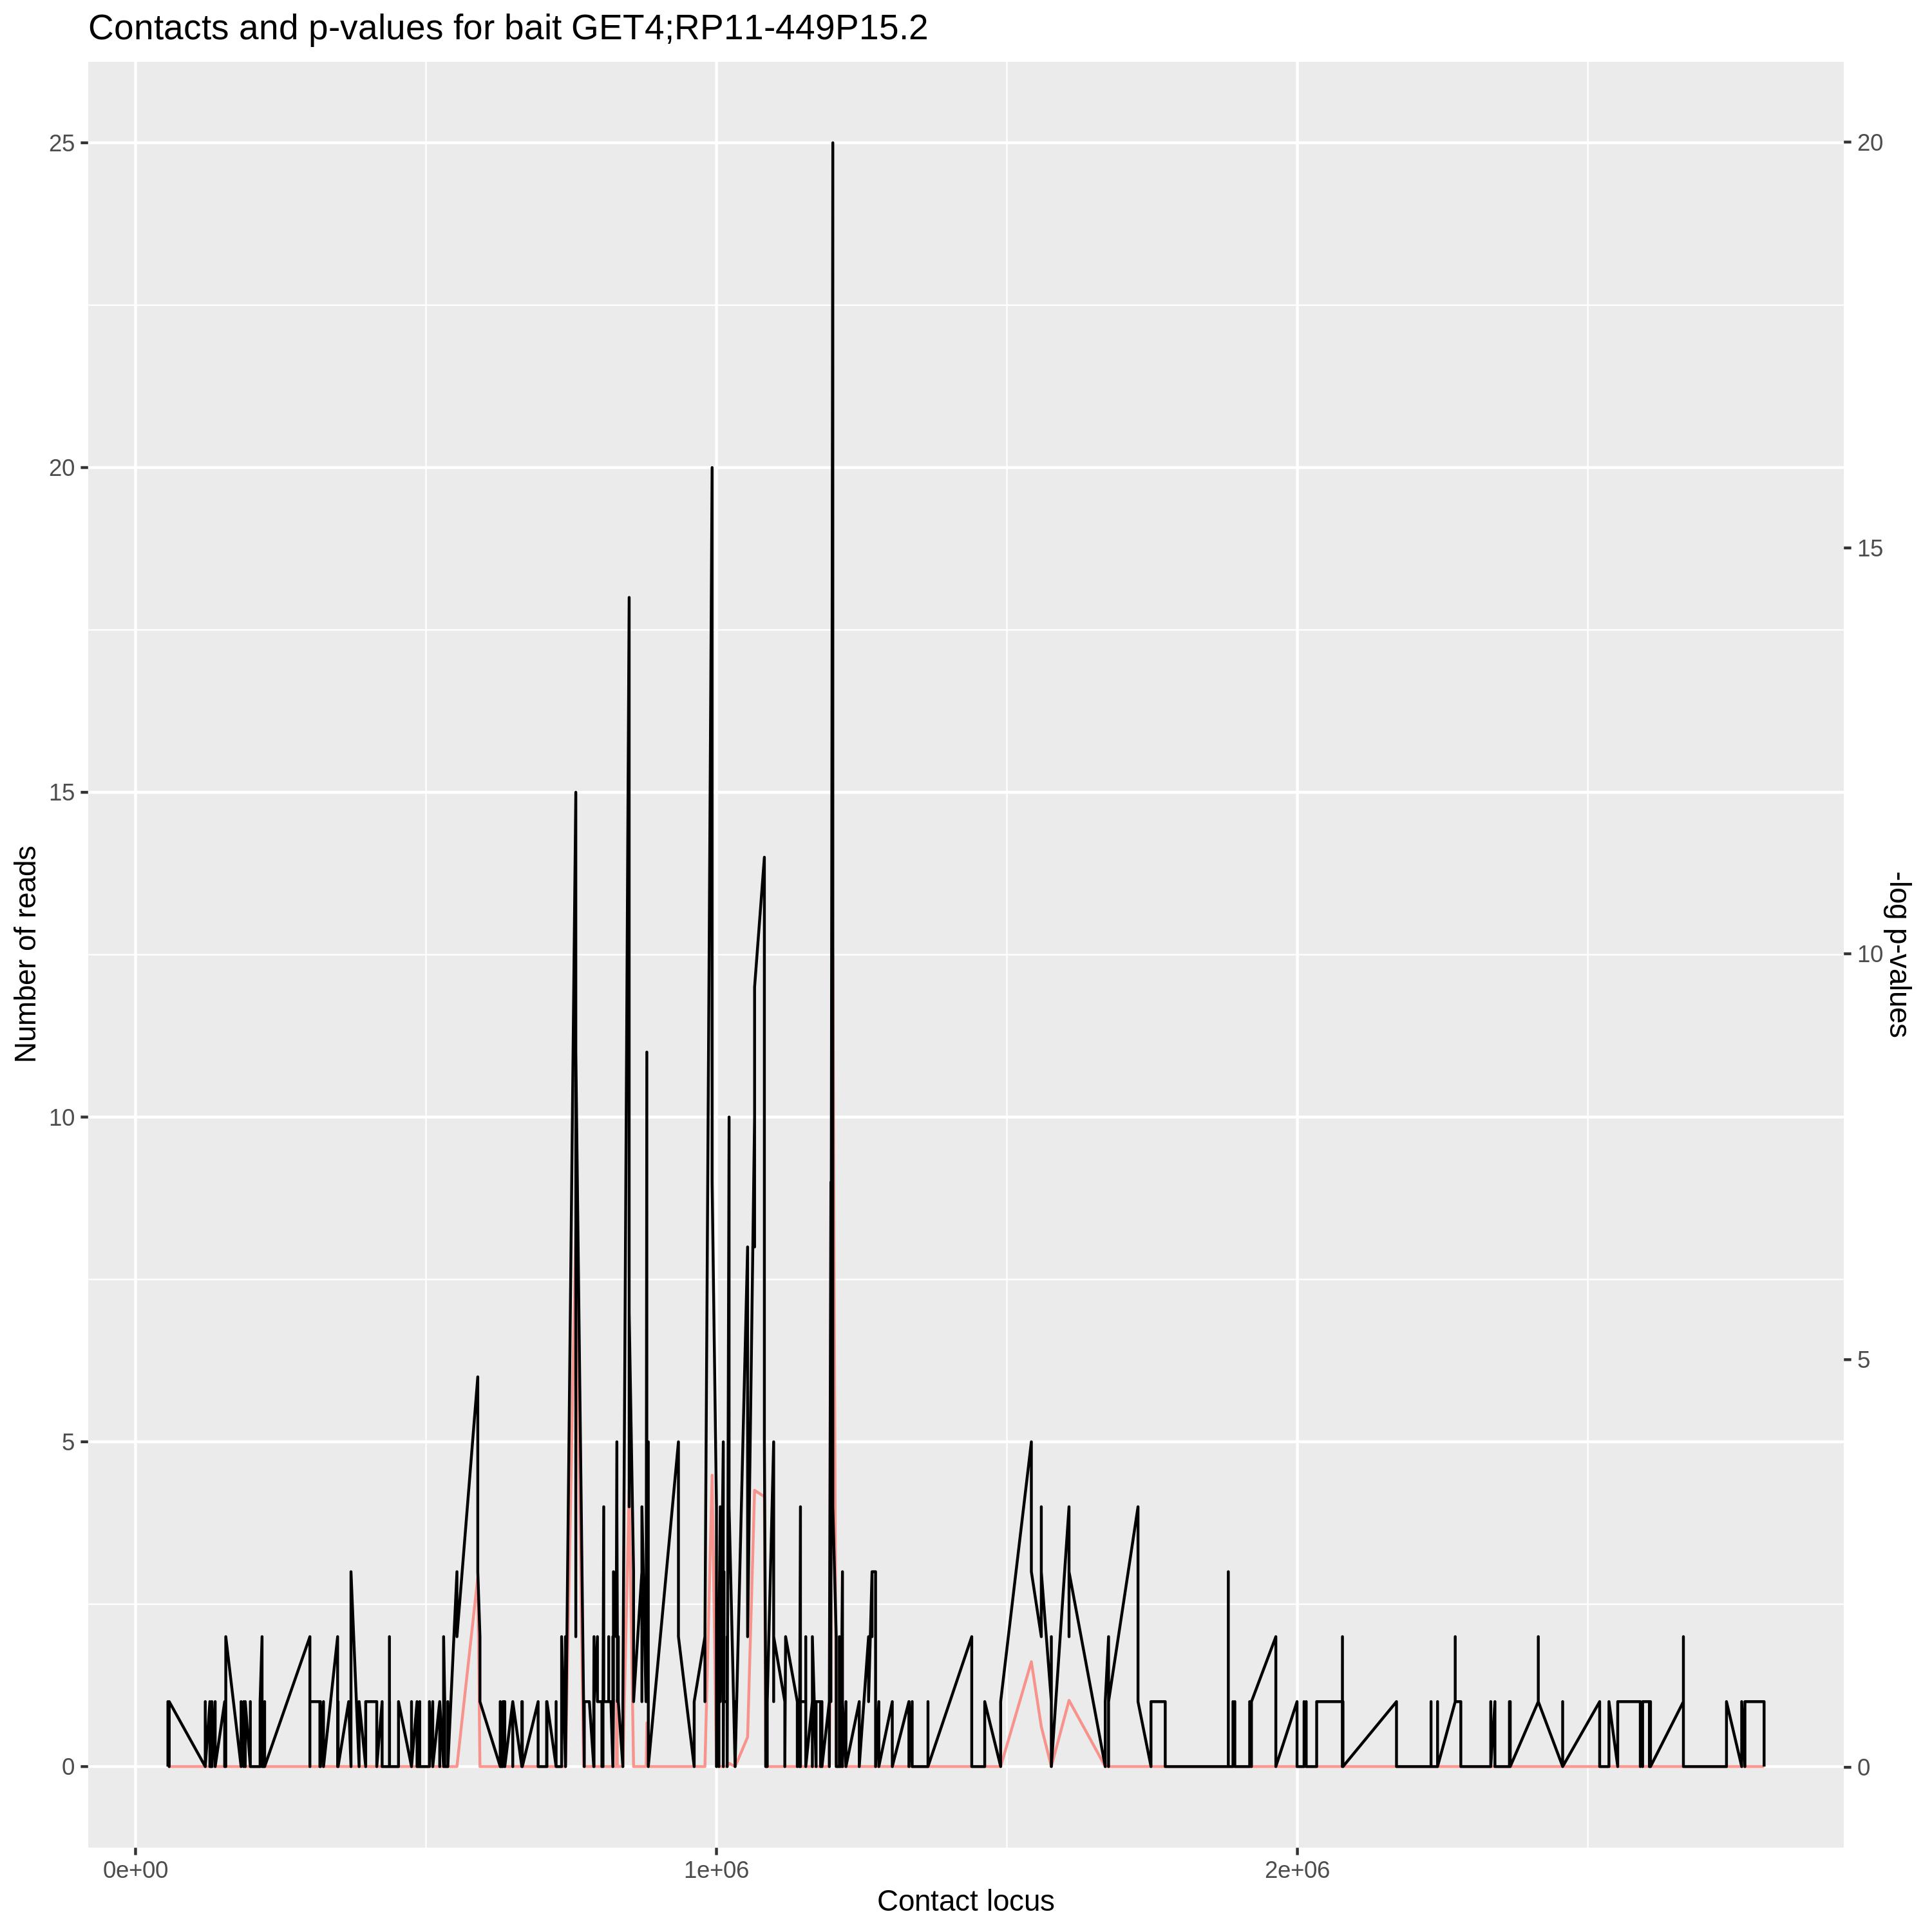 Contacts and p-values for bait GET4;RP11-449P15.2
25
20
15
10
5
0
Number of reads
20
15
10
5
0
-log p-values
0e+00
1e+06
2e+06
Contact locus